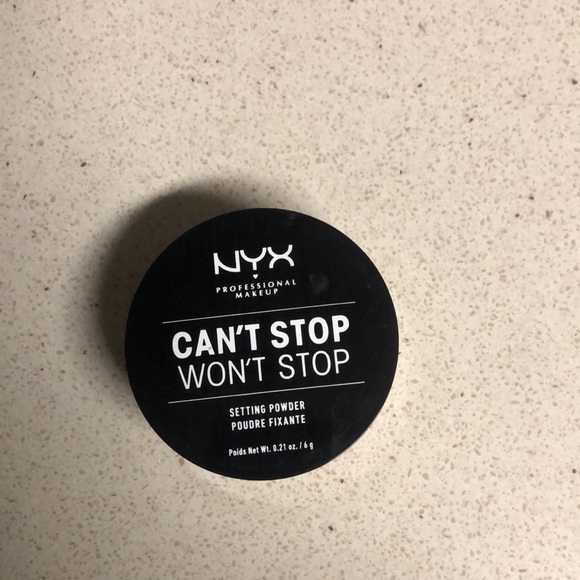 NYX
PROFESSIONAL
MAKEUP
CAN'T STOP
WON'T STOP
SETTING POWDER
POUDRE FIXANTE
Poids Net Wt. 0.21 oz. / 6 g